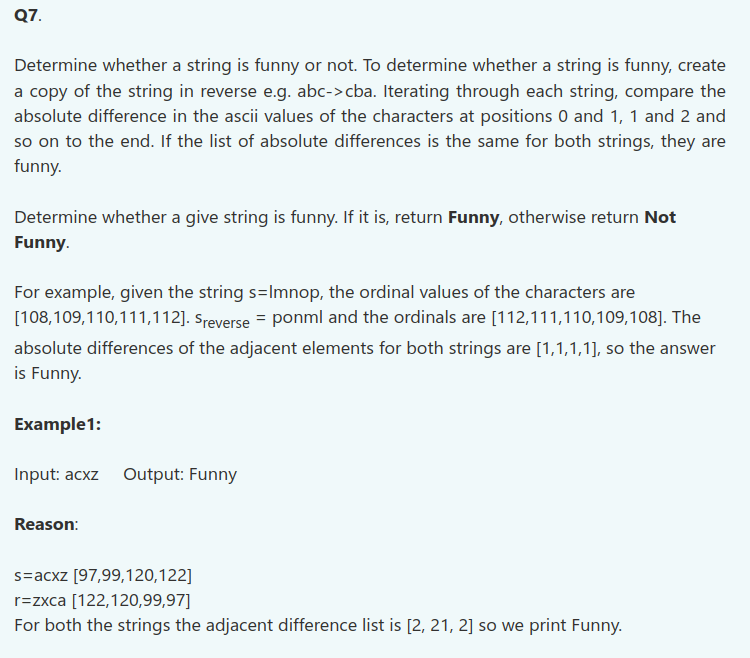 Q7.
Determine whether a string is funny or not. To determine whether a string is funny, create
a copy of the string in reverse e.g. abc->cba. Iterating through each string, compare the
absolute difference in the ascii values of the characters at positions 0 and 1, 1 and 2 and
so on to the end. If the list of absolute differences is the same for both strings, they are
funny.
Determine whether a give string is funny. If it is, return Funny, otherwise return Not
Funny.
For example, given the string s=lmnop, the ordinal values of the characters are
[108,109,110,111,112]. sreverse = ponml and the ordinals are [112,111,110,109,108]. The
absolute differences of the adjacent elements for both strings are [1,1,1,1], so the answer
is Funny.
Example1:
Input: acxz Output: Funny
Reason:
s=acxz [97,99,120,122]
r=zxca [122,120,99,97]
For both the strings the adjacent difference list is [2, 21, 2] so we print Funny.